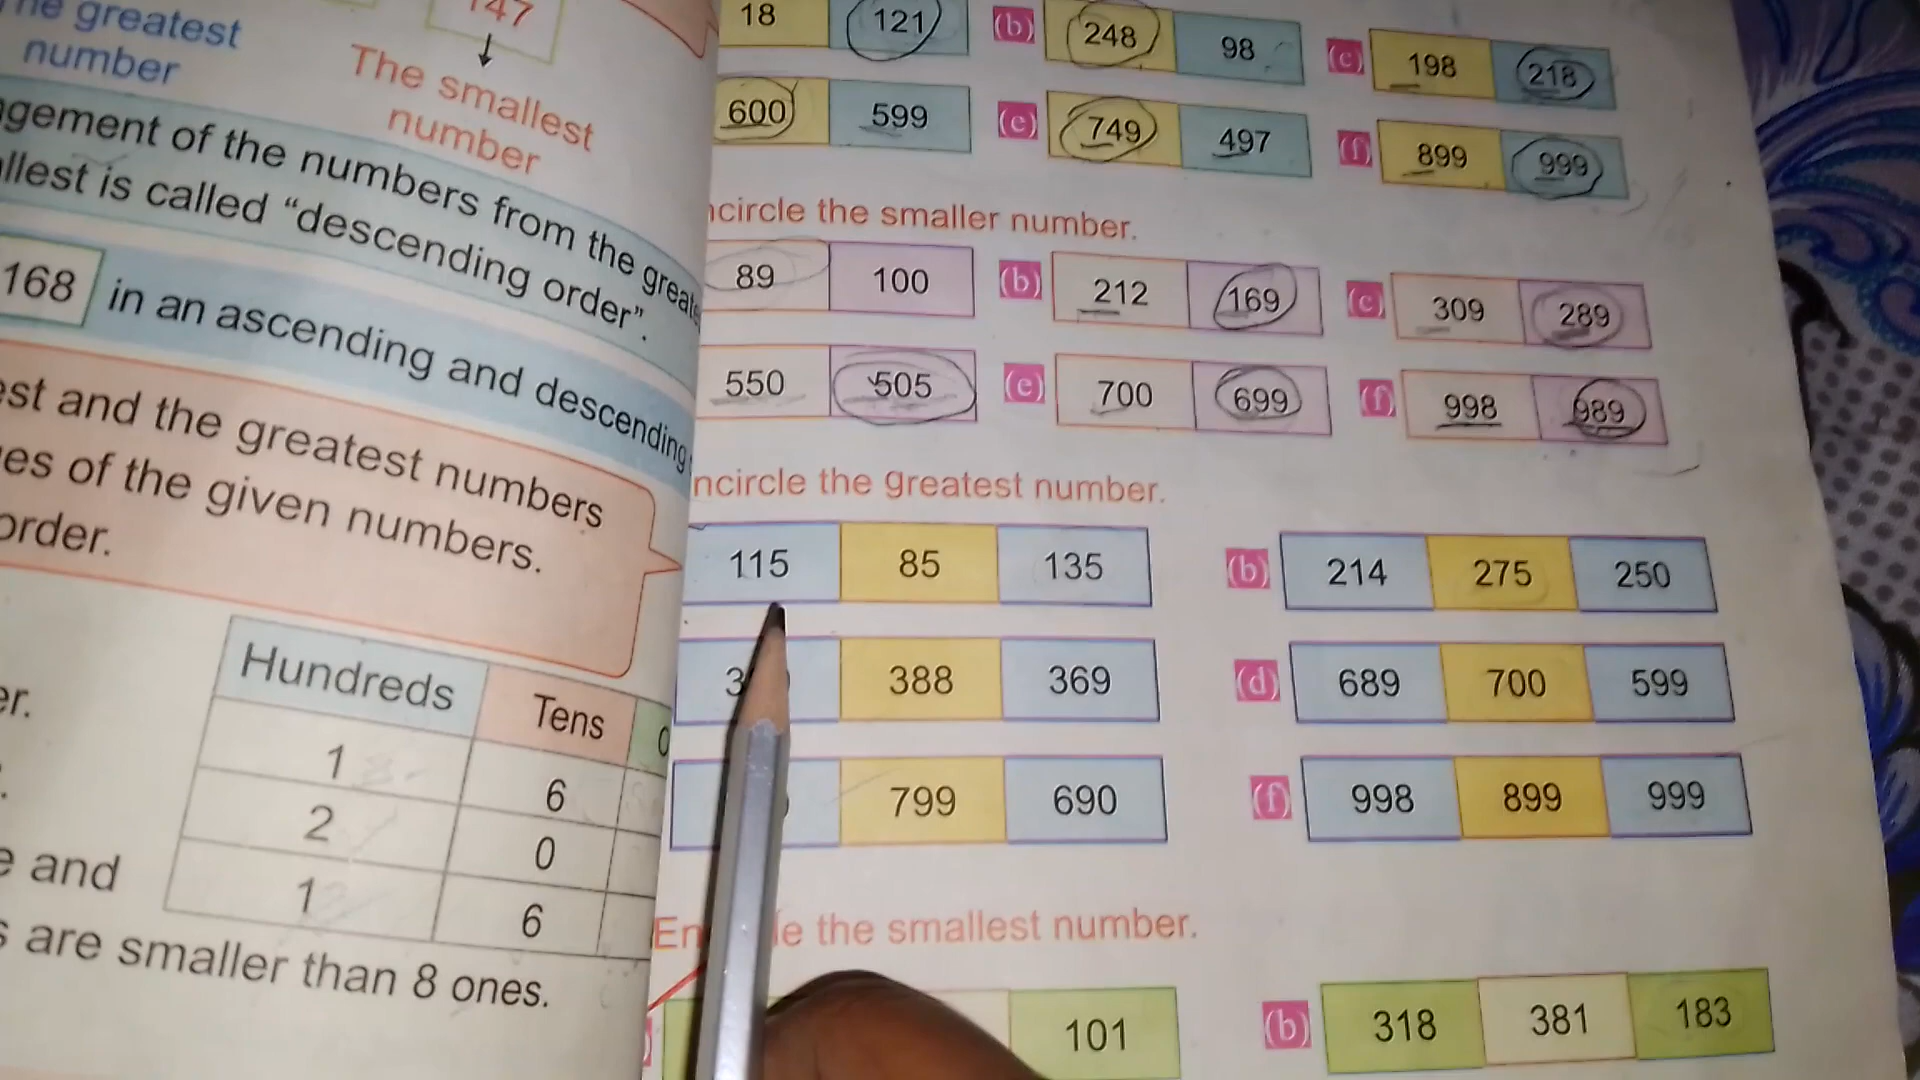 he greatest
number
147
The smallest
number
gement of the numbers from the greate
llest is called “descending order”.
168 in an ascending and descending
est and the greatest numbers
es of the given numbers.
order.
er.
Hundreds Tens
1 6
2 0
1 6
e and
s are smaller than 8 ones.
18 121 (b) 248 98 (c) 198 218
600 599 (e) 749 497 (f) 899 999
ncircle the smaller number.
89 100 (b) 212 169 (c) 309 289
550 505 (e) 700 699 (f) 998 989
ncircle the greatest number.
115 85 135 (b) 214 275 250
388 369 (d) 689 700 599
799 690 (f) 998 899 999
En le the smallest number.
101 (b) 318 381 183